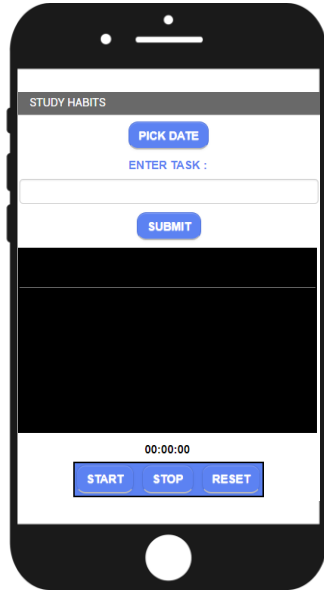 STUDY HABITS
PICK DATE
ENTER TASK :
SUBMIT
00:00:00
START STOP RESET